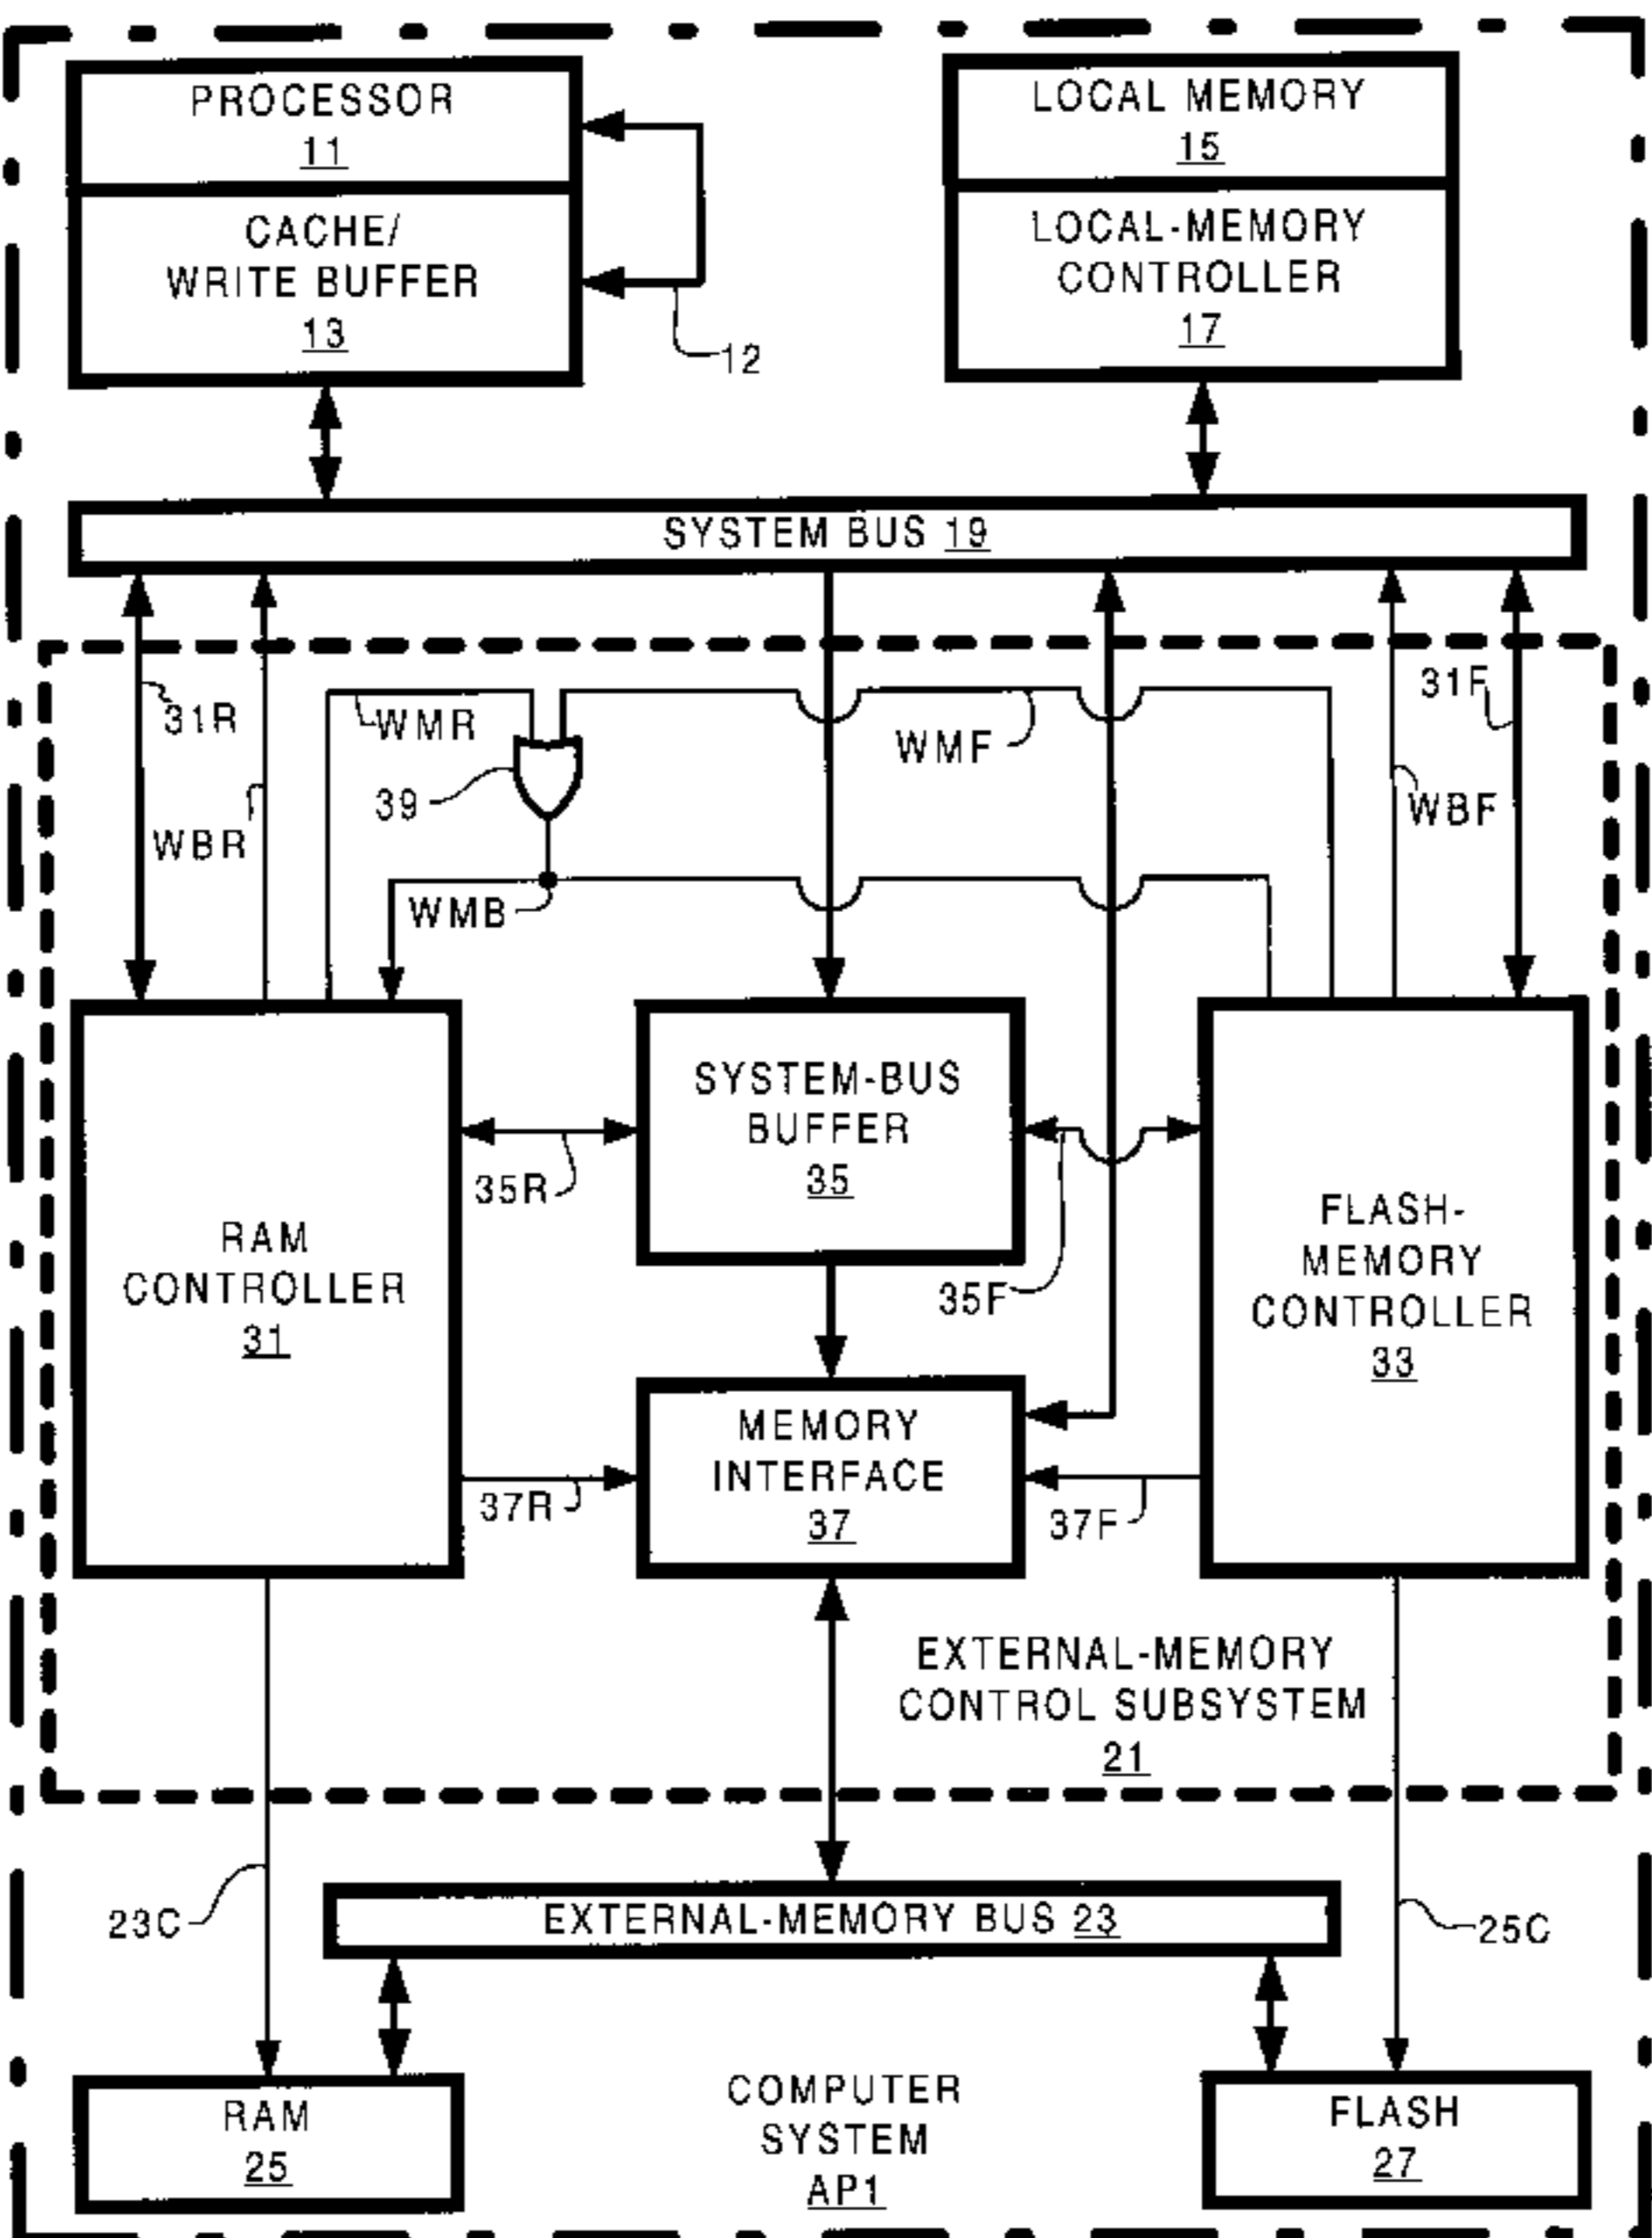 PROCESSOR
11
CACHE/
WRITE BUFFER
13
12
LOCAL MEMORY
15
LOCAL-MEMORY
CONTROLLER
17
SYSTEM BUS 19
31R
WBR
WMR
39
WMB
WMF
31F
WBF
RAM
CONTROLLER
31
35R
SYSTEM-BUS
BUFFER
35
35F
FLASH-
MEMORY
CONTROLLER
33
37R
MEMORY
INTERFACE
37
37F
EXTERNAL-MEMORY
CONTROL SUBSYSTEM
21
23C
EXTERNAL-MEMORY BUS 23
25C
RAM
25
COMPUTER
SYSTEM
AP1
FLASH
27